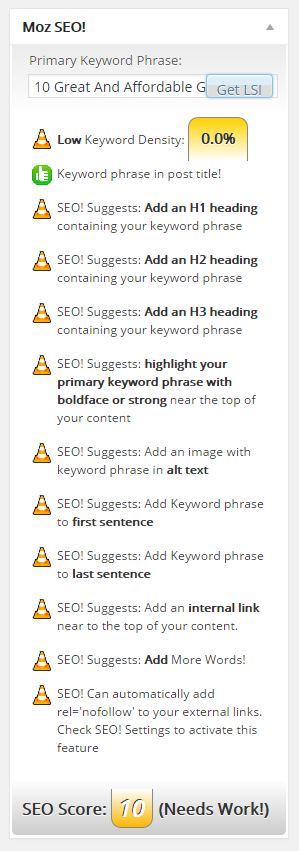 Moz SEO!
Primary Keyword Phrase:
10 Great And Affordable G
Get LSI
Low Keyword Density: 0.0%
Keyword phrase in post title!
SEO! Suggests: Add an H1 heading
containing your keyword phrase
SEO! Suggests: Add an H2 heading
containing your keyword phrase
SEO! Suggests: Add an H3 heading
containing your keyword phrase
SEO! Suggests: highlight your
primary keyword phrase with
boldface or strong near the top of
your content
SEO! Suggests: Add an image with
keyword phrase in alt text
SEO! Suggests: Add Keyword phrase
to first sentence
SEO! Suggests: Add Keyword phrase
to last sentence
SEO! Suggests: Add an internal link
near to the top of your content.
SEO! Suggests: Add More Words!
SEO! Can automatically add
rel='nofollow' to your external links.
Check SEO! Settings to activate this
feature
SEO Score: 10 (Needs Work!)